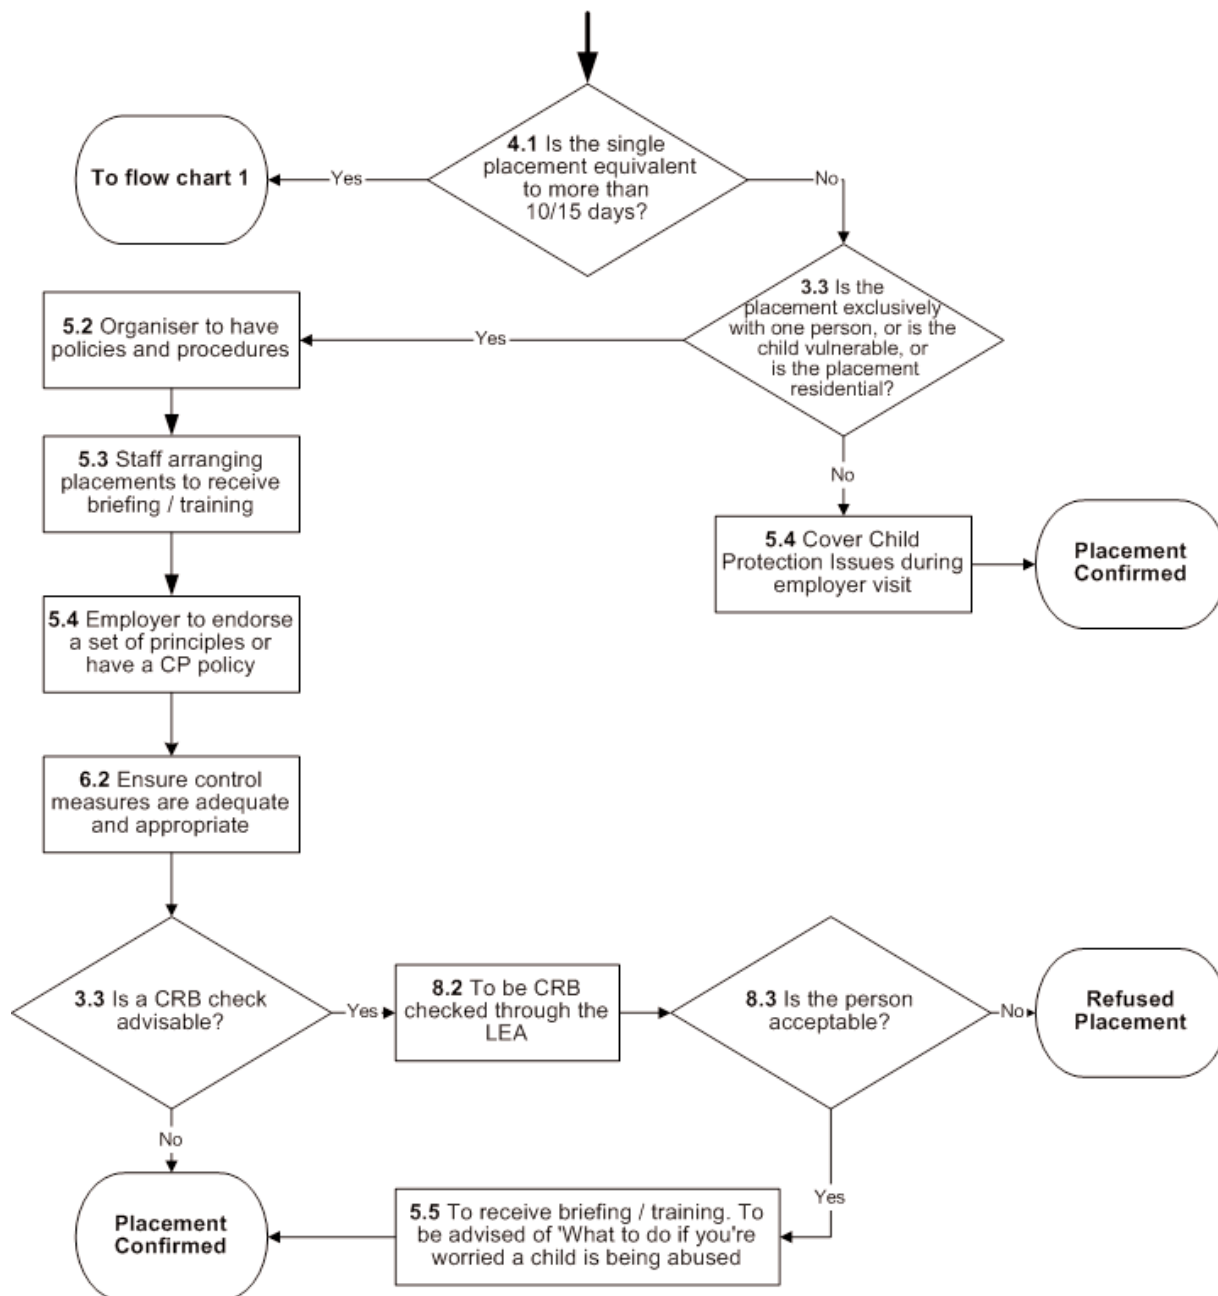 4.1 Is the single
placement equivalent
to more than
10/15 days?
Yes
To flow chart 1
No
3.3 Is the
placement exclusively
with one person, or is the
child vulnerable, or
is the placement
residential?
Yes
5.2 Organiser to have
policies and procedures
5.3 Staff arranging
placements to receive
briefing / training
No
5.4 Cover Child
Protection Issues during
employer visit
Placement
Confirmed
5.4 Employer to endorse
a set of principles or
have a CP policy
6.2 Ensure control
measures are adequate
and appropriate
3.3 Is a CRB check
advisable?
Yes
8.2 To be CRB
checked through the
LEA
8.3 Is the person
acceptable?
No
Refused
Placement
No
Yes
5.5 To receive briefing / training. To
be advised of 'What to do if you're
worried a child is being abused
Placement
Confirmed